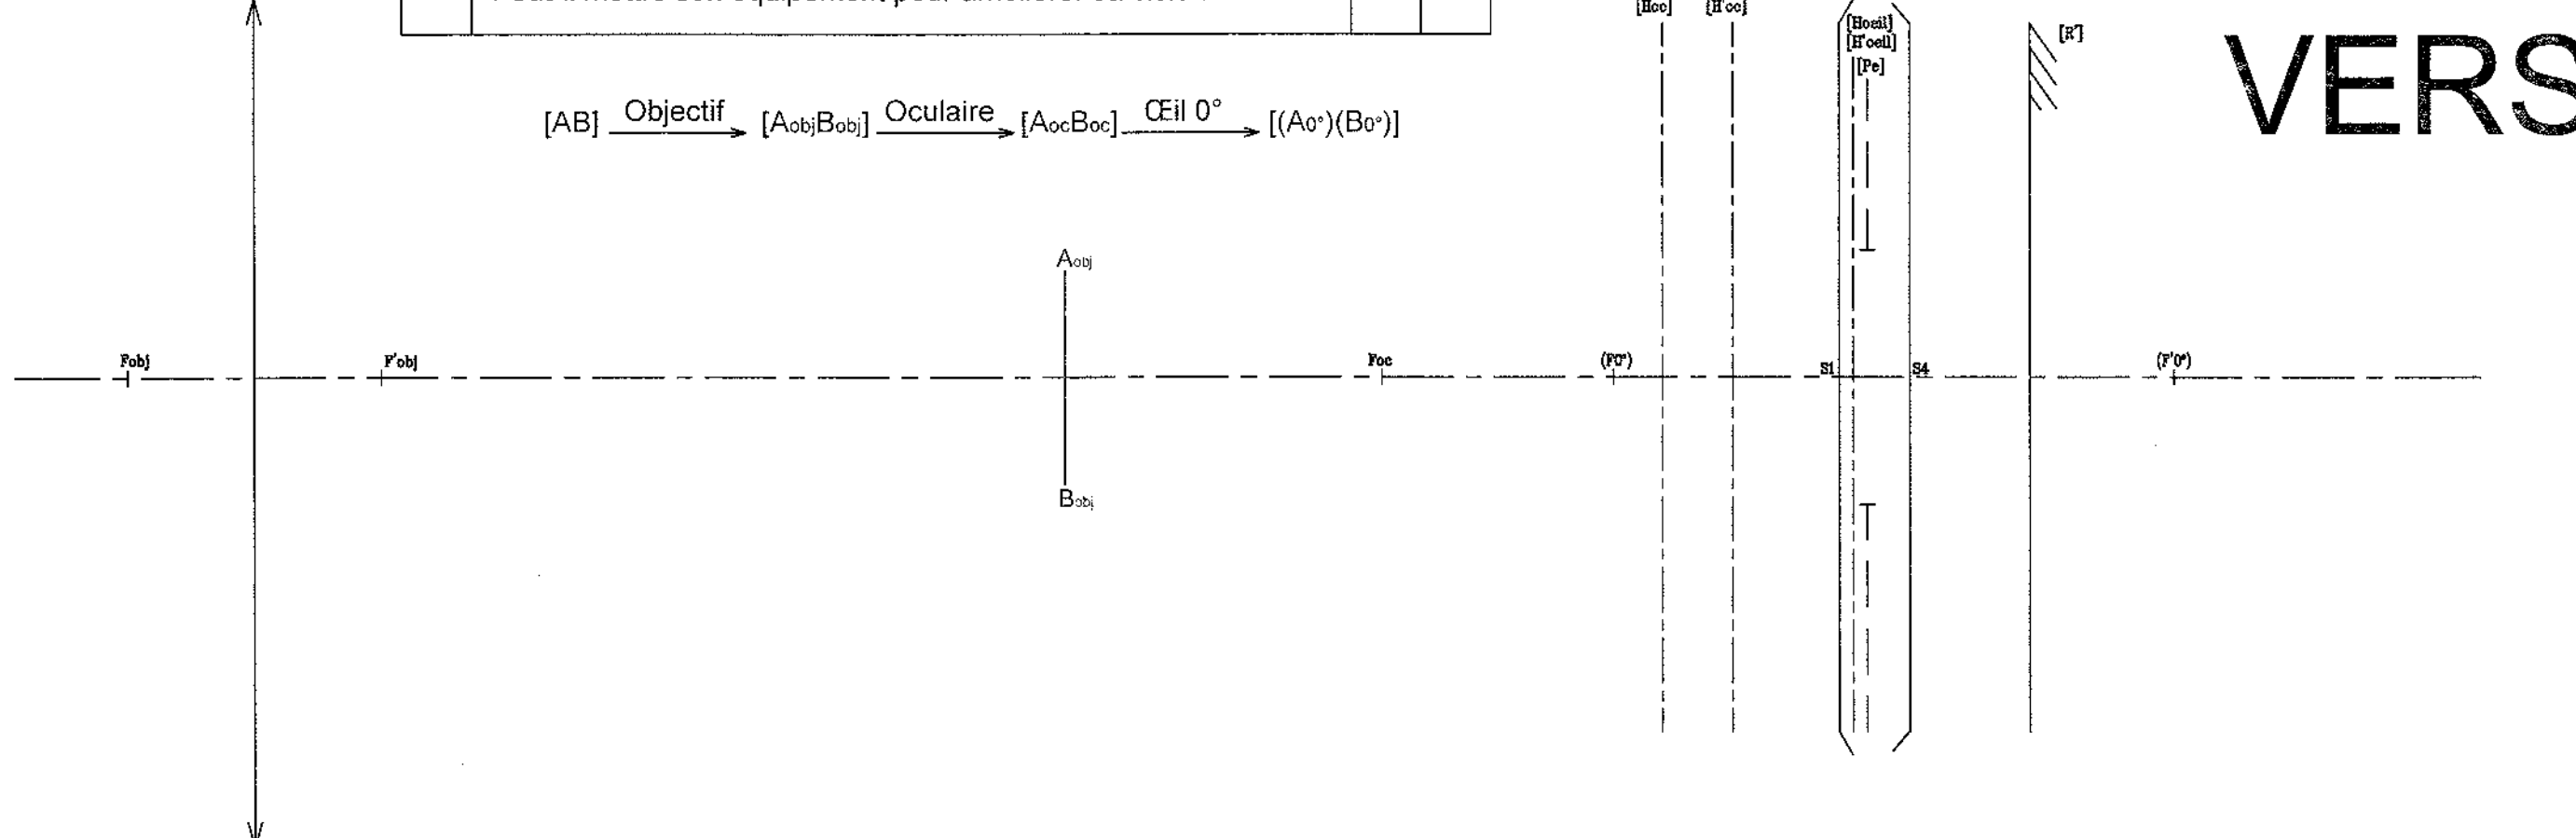 [Hoc] [H'oc]
[Hoeil]
[H'oeil]
[Pe]
[R']
VERS
[AB] Objectif [AobjBobj] Oculaire [AocBoc] Œil 0° [(A0°)(B0°)]
Aobj
Fobj F'obj Foc (F0°) S1 S4 (F'0°)
Bobj